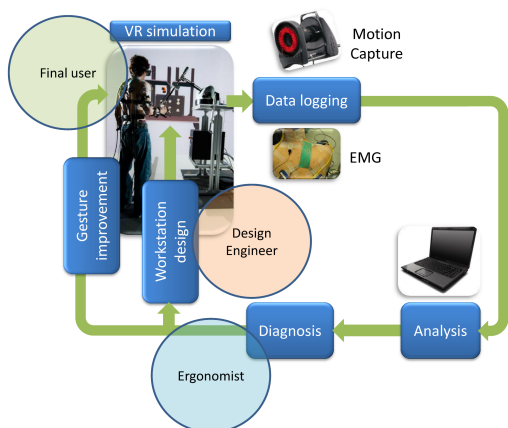 VR simulation
Final user
Motion
Capture
Data logging
EMG
Gesture
improvement
Workstation
design
Design
Engineer
Diagnosis
Analysis
Ergonomist